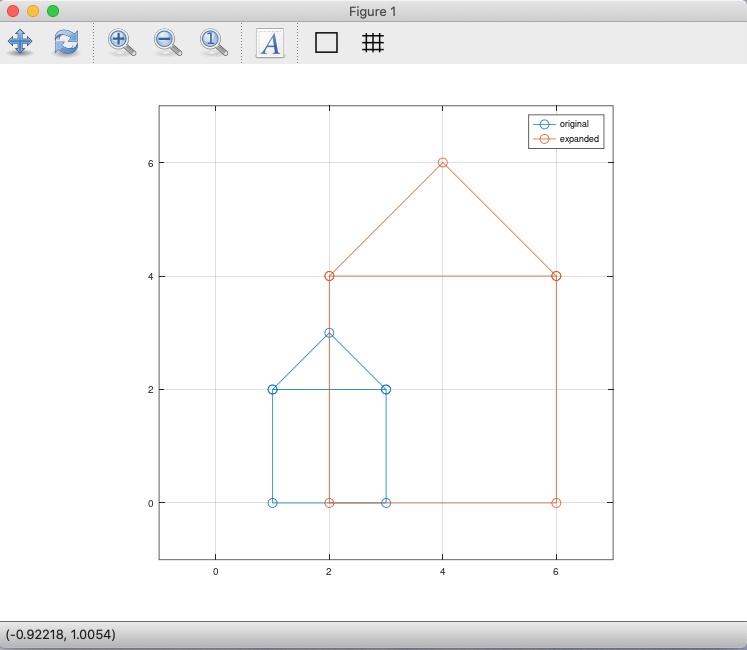 Figure 1
A
original
expanded
6
4
2
0
0 2 4 6
(-0.92218, 1.0054)